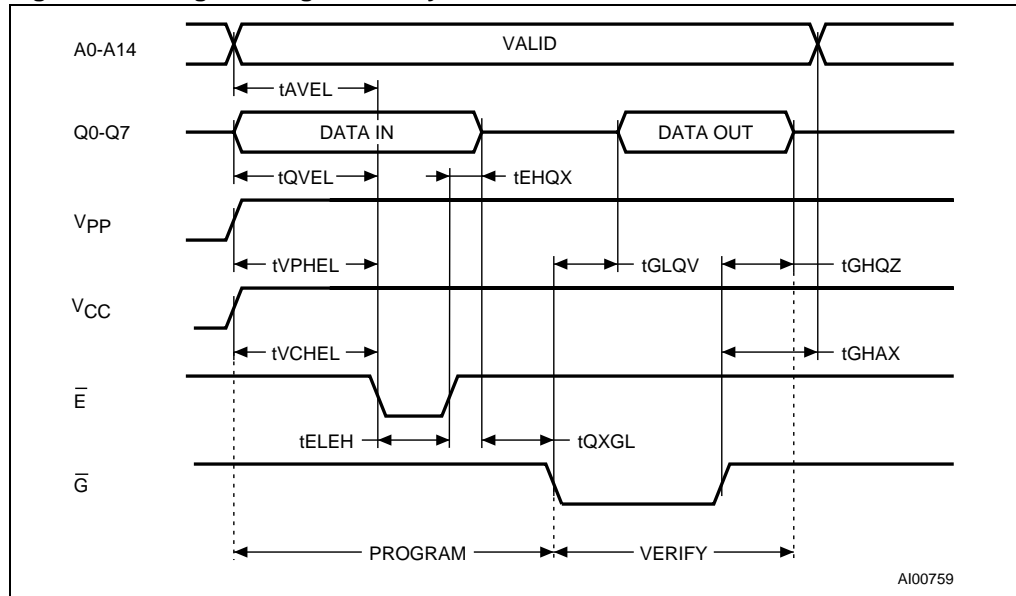 A0-A14
VALID
tAVEL
Q0-Q7
DATA IN
DATA OUT
tQVEL
tEHQX
VPP
tVPHEL
tGLQV
tGHQZ
VCC
tVCHEL
tGHAX
E̅
tELEH
tQXGL
G̅
PROGRAM
VERIFY
AI00759